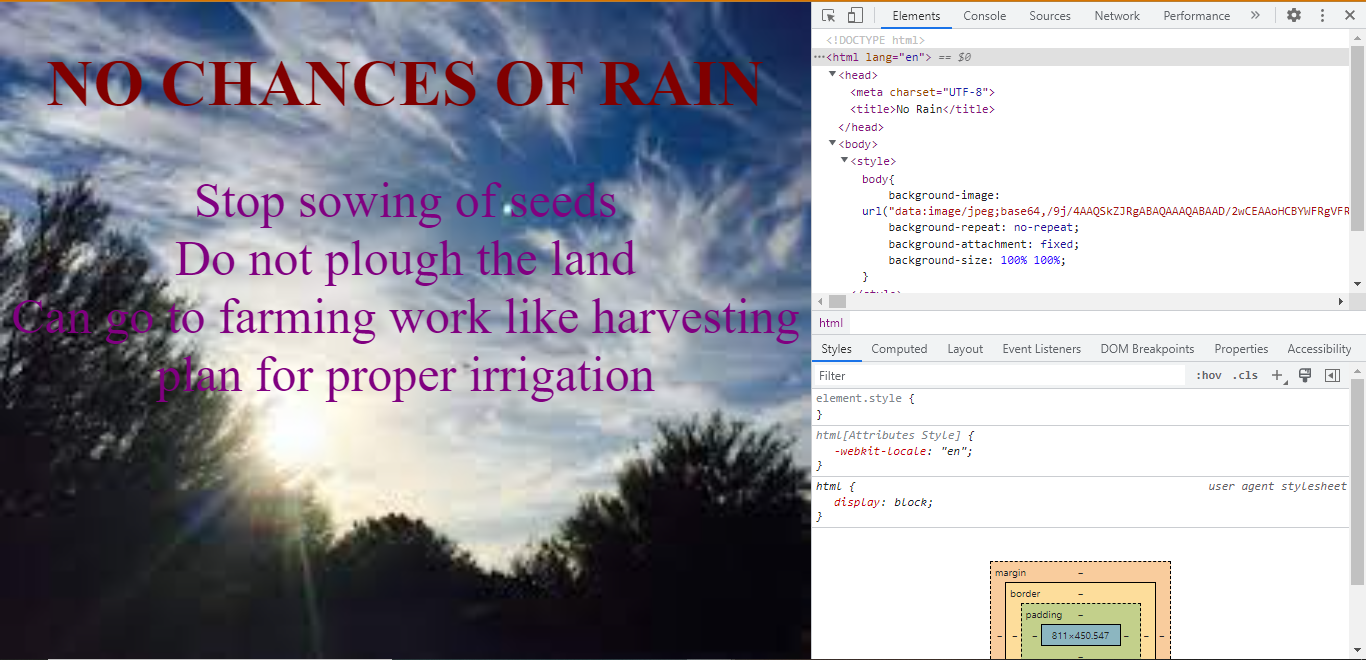 NO CHANCES OF RAIN
Stop sowing of seeds
Do not plough the land
Can go to farming work like harvesting
plan for proper irrigation
Elements Console Sources Network Performance »
<!DOCTYPE html>
···<html lang="en"> == $0
▼<head>
<meta charset="UTF-8">
<title>No Rain</title>
</head>
▼<body>
▼<style>
body{
background-image:
url("data:image/jpeg;base64,/9j/4AAQSkZJRgABAQAAAQABAAD/2wCEAAoHCBYWFRgVFR
background-repeat: no-repeat;
background-attachment: fixed;
background-size: 100% 100%;
}
</style>
html
Styles Computed Layout Event Listeners DOM Breakpoints Properties Accessibility
Filter :hov .cls +
element.style {
}
html[Attributes Style] {
-webkit-locale: "en";
}
html { user agent stylesheet
display: block;
}
margin –
border –
padding –
– – – 811×450.547 – – –
–